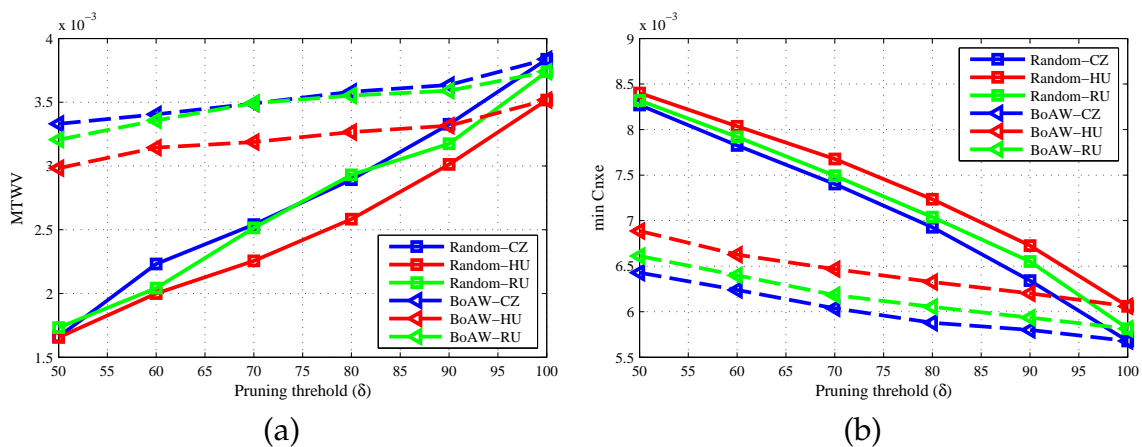 x 10⁻³
4
3.5
3
2.5
2
1.5
MTWV
50 55 60 65 70 75 80 85 90 95 100
Pruning threhold (δ)
Random−CZ
Random−HU
Random−RU
BoAW−CZ
BoAW−HU
BoAW−RU
(a)
x 10⁻³
9
8.5
8
7.5
7
6.5
6
5.5
min Cnxe
50 55 60 65 70 75 80 85 90 95 100
Pruning threhold (δ)
Random−CZ
Random−HU
Random−RU
BoAW−CZ
BoAW−HU
BoAW−RU
(b)